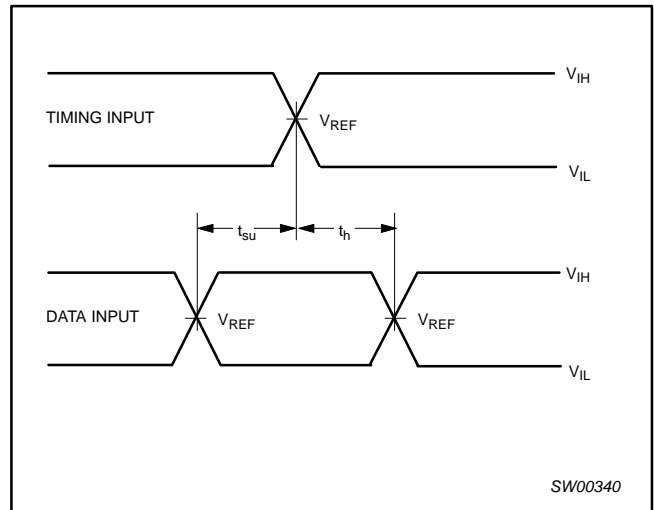 V_IH
TIMING INPUT
V_REF
V_IL
t_su
t_h
V_IH
DATA INPUT
V_REF
V_REF
V_IL
SW00340